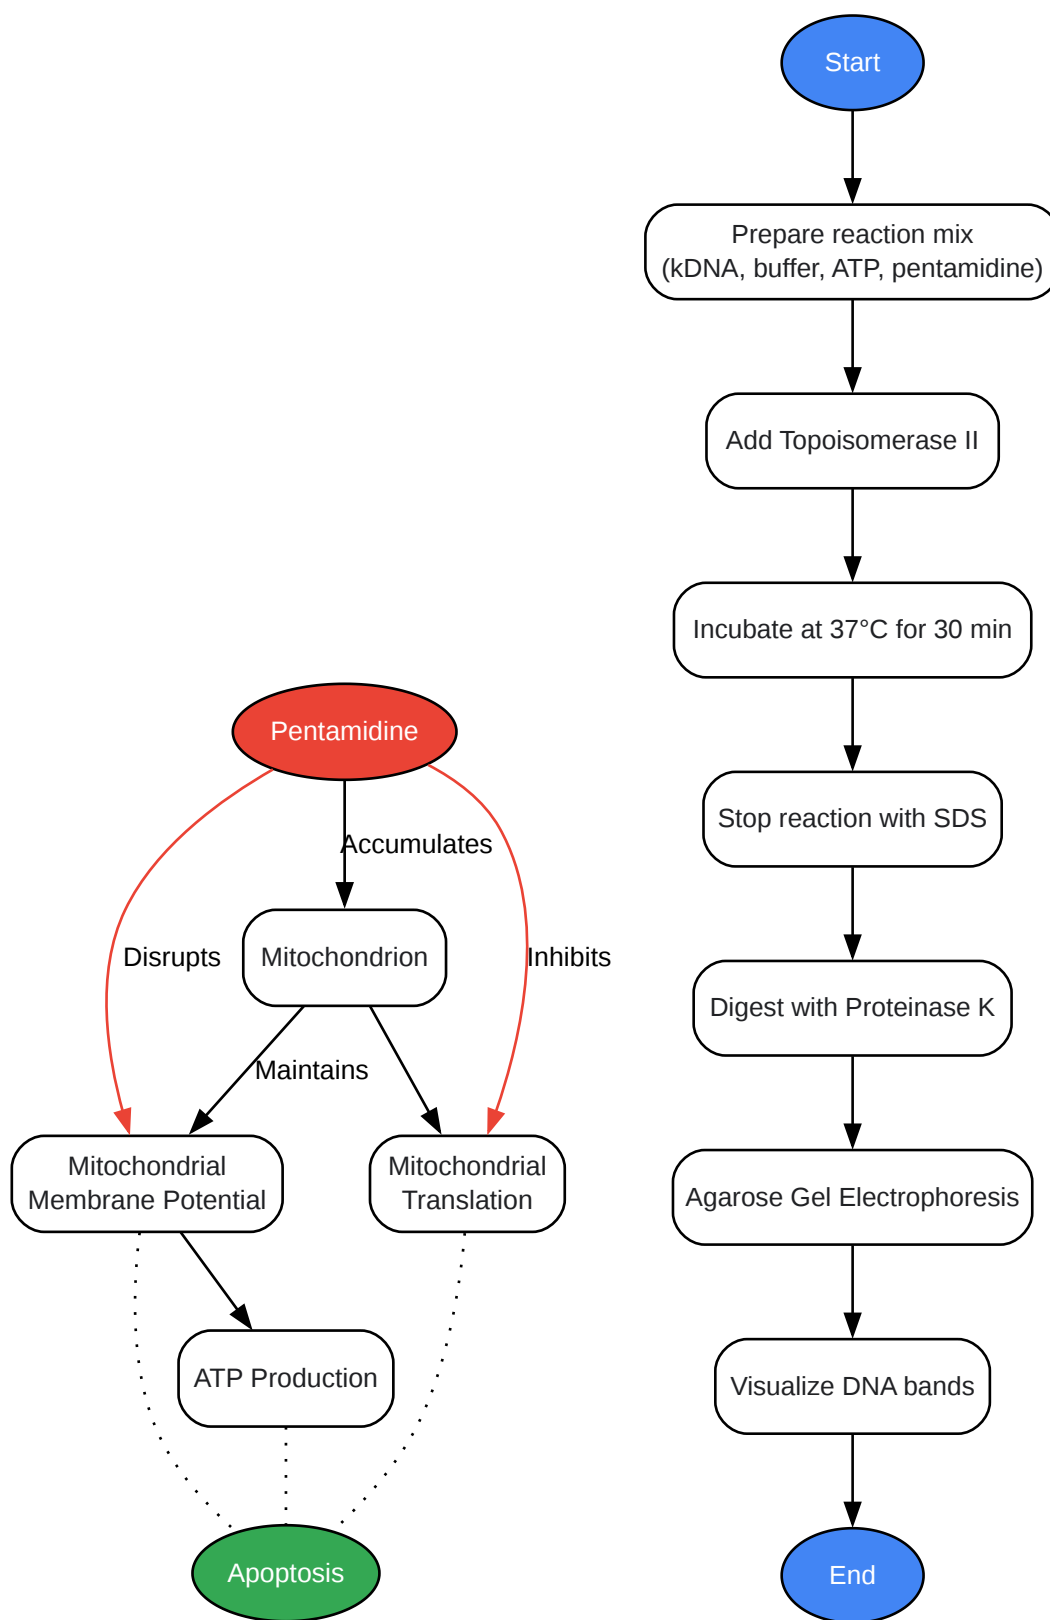 Pentamidine
Accumulates
Disrupts
Mitochondrion
Inhibits
Maintains
Mitochondrial
Membrane Potential
Mitochondrial
Translation
ATP Production
Apoptosis
Start
Prepare reaction mix
(kDNA, buffer, ATP, pentamidine)
Add Topoisomerase II
Incubate at 37°C for 30 min
Stop reaction with SDS
Digest with Proteinase K
Agarose Gel Electrophoresis
Visualize DNA bands
End